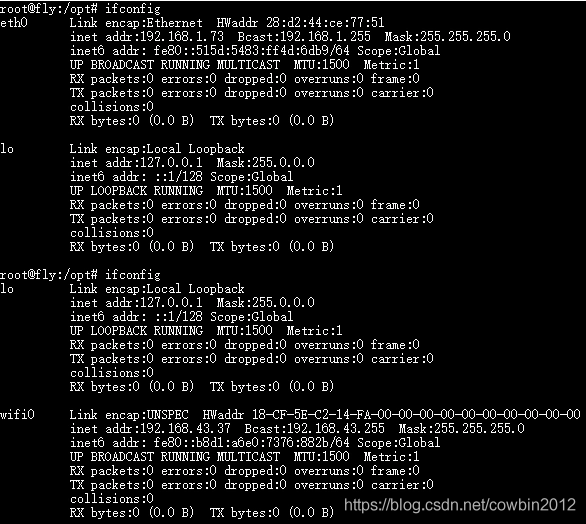 root@fly:/opt# ifconfig
eth0 Link encap:Ethernet HWaddr 28:d2:44:ce:77:51
inet addr:192.168.1.73 Bcast:192.168.1.255 Mask:255.255.255.0
inet6 addr: fe80::515d:5483:ff4d:6db9/64 Scope:Global
UP BROADCAST RUNNING MULTICAST MTU:1500 Metric:1
RX packets:0 errors:0 dropped:0 overruns:0 frame:0
TX packets:0 errors:0 dropped:0 overruns:0 carrier:0
collisions:0
RX bytes:0 (0.0 B) TX bytes:0 (0.0 B)
lo Link encap:Local Loopback
inet addr:127.0.0.1 Mask:255.0.0.0
inet6 addr: ::1/128 Scope:Global
UP LOOPBACK RUNNING MTU:1500 Metric:1
RX packets:0 errors:0 dropped:0 overruns:0 frame:0
TX packets:0 errors:0 dropped:0 overruns:0 carrier:0
collisions:0
RX bytes:0 (0.0 B) TX bytes:0 (0.0 B)
root@fly:/opt# ifconfig
lo Link encap:Local Loopback
inet addr:127.0.0.1 Mask:255.0.0.0
inet6 addr: ::1/128 Scope:Global
UP LOOPBACK RUNNING MTU:1500 Metric:1
RX packets:0 errors:0 dropped:0 overruns:0 frame:0
TX packets:0 errors:0 dropped:0 overruns:0 carrier:0
collisions:0
RX bytes:0 (0.0 B) TX bytes:0 (0.0 B)
wifi0 Link encap:UNSPEC HWaddr 18-CF-5E-C2-14-FA-00-00-00-00-00-00-00-00-00-00
inet addr:192.168.43.37 Bcast:192.168.43.255 Mask:255.255.255.0
inet6 addr: fe80::b8d1:a6e0:7376:882b/64 Scope:Global
UP BROADCAST RUNNING MULTICAST MTU:1500 Metric:1
RX packets:0 errors:0 dropped:0 overruns:0 frame:0
TX packets:0 errors:0 dropped:0 overruns:0 carrier:0
collisions:0
RX bytes:0 (0.0 B) TX bytes:0 (0.0 B)
https://blog.csdn.net/cowbin2012